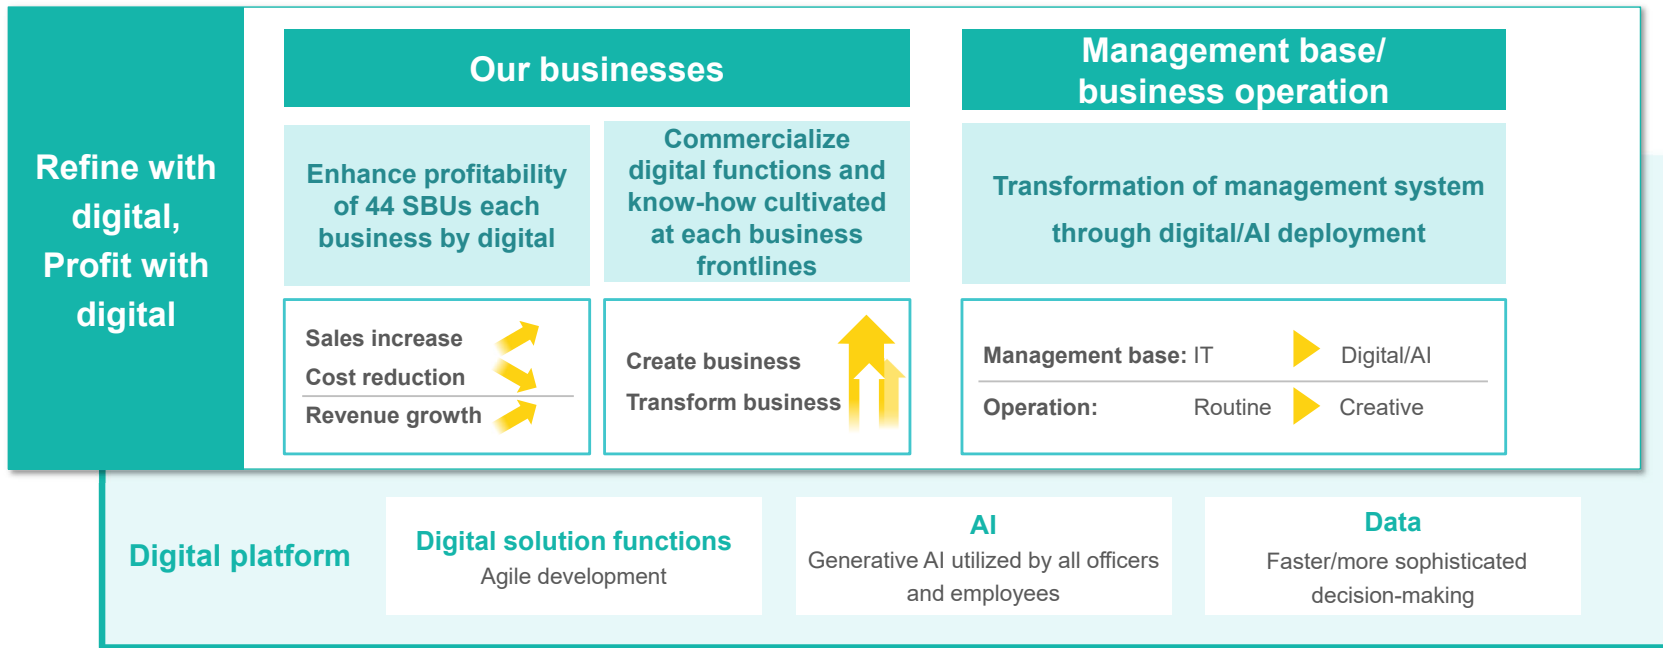 Refine with
digital,
Profit with
digital
Our businesses
Enhance profitability
of 44 SBUs each
business by digital
Commercialize
digital functions and
know-how cultivated
at each business
frontlines
Sales increase
Cost reduction
Revenue growth
Create business
Transform business
Management base/
business operation
Transformation of management system
through digital/AI deployment
Management base: IT Digital/AI
Operation: Routine Creative
Digital platform
Digital solution functions
Agile development
AI
Generative AI utilized by all officers
and employees
Data
Faster/more sophisticated
decision-making